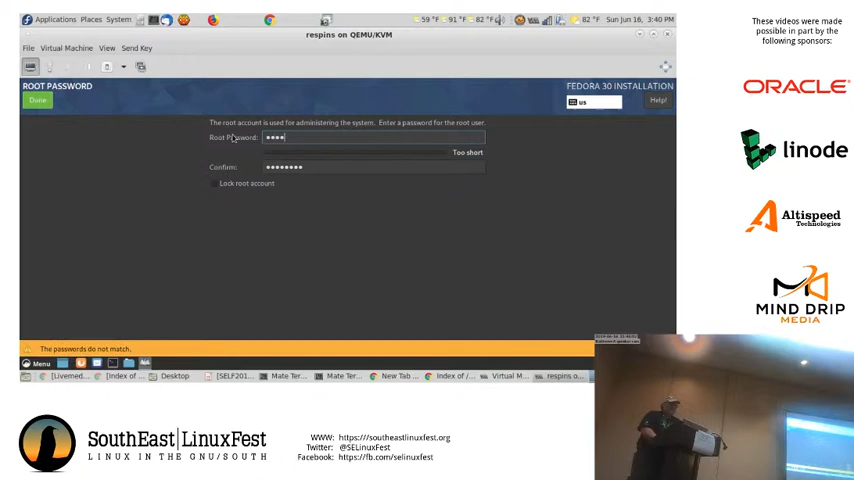 These videos were made
possible in part by the
following sponsors:
Applications Places System
59 °F 91 °F 82 °F
82 °F Sun Jun 16, 3:40 PM
respins on QEMU/KVM
File Virtual Machine View Send Key
ROOT PASSWORD
FEDORA 30 INSTALLATION
Done
us
Help!
The root account is used for administering the system. Enter a password for the root user.
Root Password: ••••
Too short
Confirm: ••••••••
Lock root account
The passwords do not match.
Menu
[Livemed... [Index of ... Desktop [SELF201... Mate Ter... Mate Ter... New Tab ... Index of /... Virtual M... respins o...
ORACLE
linode
Altispeed
Technologies
MIND DRIP
MEDIA
SouthEast|LinuxFest
LINUX IN THE GNU/SOUTH
WWW: https://southeastlinuxfest.org
Twitter: @SELinuxFest
Facebook: https://fb.com/selinuxfest